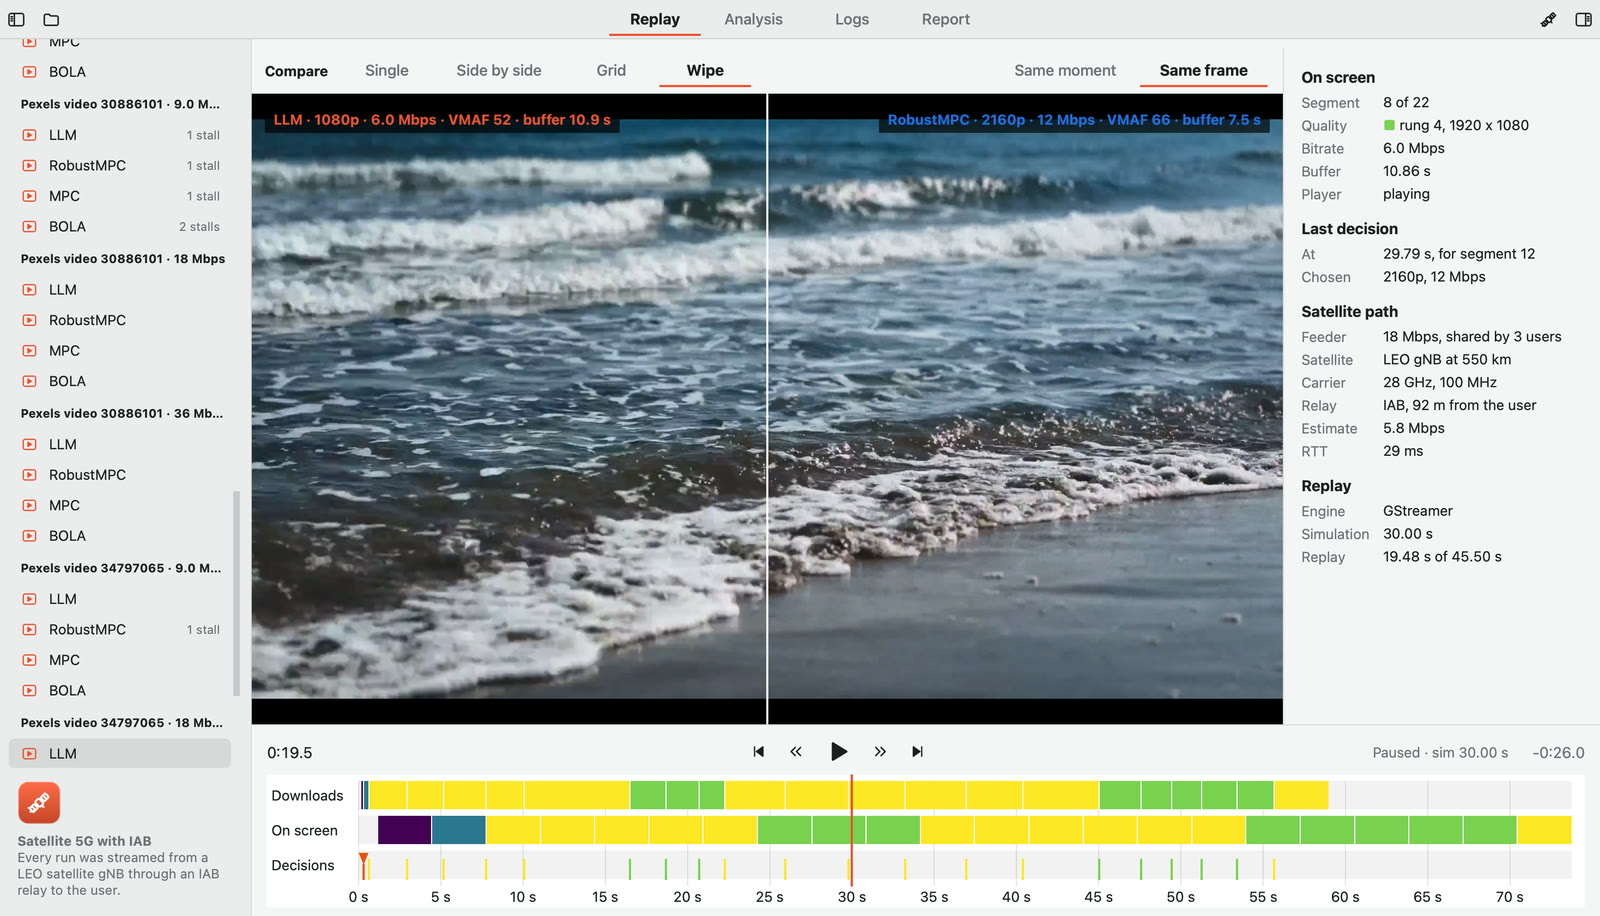 Replay
Analysis
Logs
Report
MPC
BOLA
Pexels video 30886101 · 9.0 M...
LLM 1 stall
RobustMPC 1 stall
MPC 1 stall
BOLA 2 stalls
Pexels video 30886101 · 18 Mbps
LLM
RobustMPC
MPC
BOLA
Pexels video 30886101 · 36 Mb...
LLM
RobustMPC
MPC
BOLA
Pexels video 34797065 · 9.0 M...
LLM
RobustMPC 1 stall
MPC
BOLA
Pexels video 34797065 · 18 Mb...
LLM
Satellite 5G with IAB
Every run was streamed from a
LEO satellite gNB through an IAB
relay to the user.
Compare Single Side by side Grid Wipe Same moment Same frame
LLM · 1080p · 6.0 Mbps · VMAF 52 · buffer 10.9 s
RobustMPC · 2160p · 12 Mbps · VMAF 66 · buffer 7.5 s
On screen
Segment 8 of 22
Quality rung 4, 1920 x 1080
Bitrate 6.0 Mbps
Buffer 10.86 s
Player playing
Last decision
At 29.79 s, for segment 12
Chosen 2160p, 12 Mbps
Satellite path
Feeder 18 Mbps, shared by 3 users
Satellite LEO gNB at 550 km
Carrier 28 GHz, 100 MHz
Relay IAB, 92 m from the user
Estimate 5.8 Mbps
RTT 29 ms
Replay
Engine GStreamer
Simulation 30.00 s
Replay 19.48 s of 45.50 s
0:19.5
Paused · sim 30.00 s -0:26.0
Downloads
On screen
Decisions
0 s 5 s 10 s 15 s 20 s 25 s 30 s 35 s 40 s 45 s 50 s 55 s 60 s 65 s 70 s